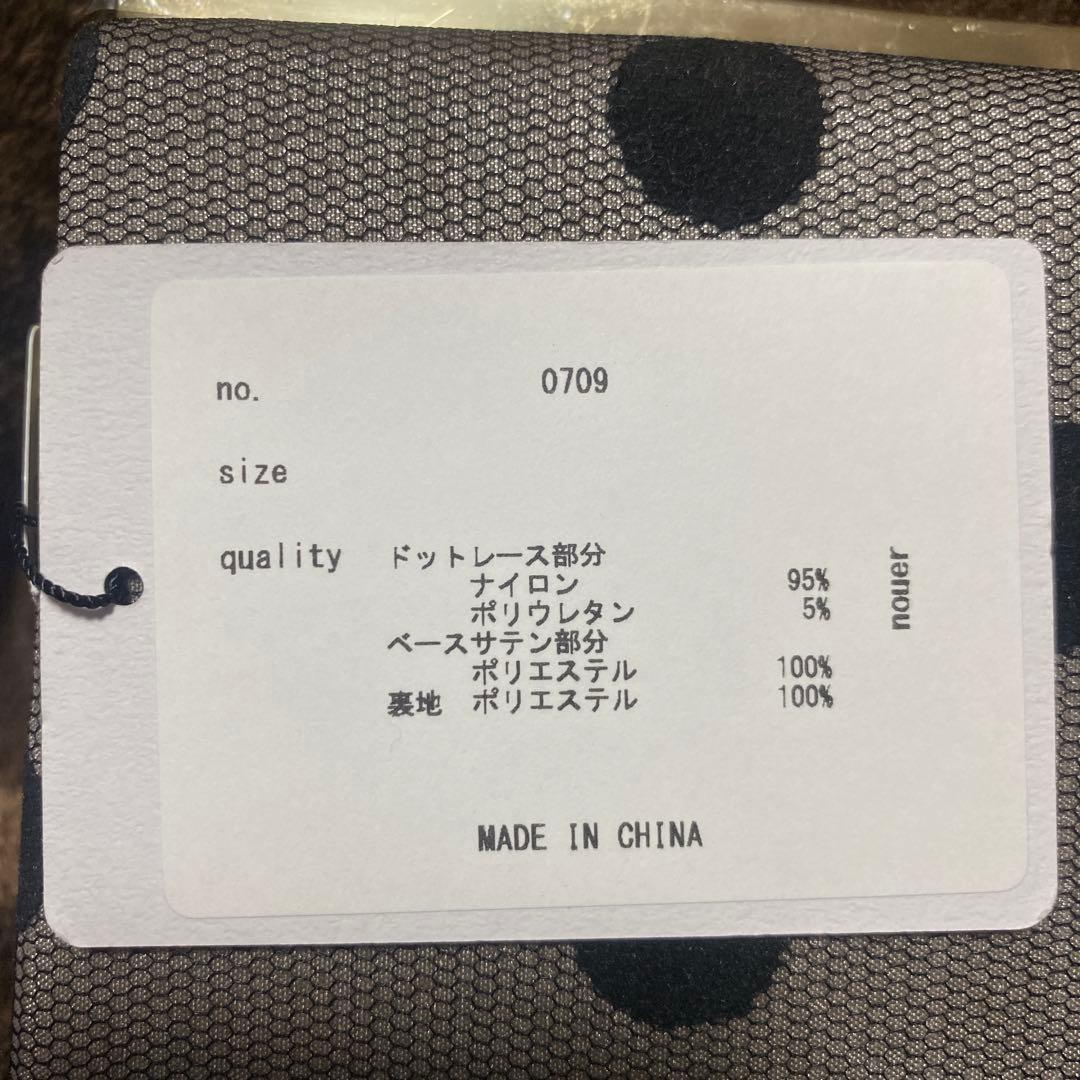 no. 0709
size
quality ドットレース部分
ナイロン 95%
ポリウレタン 5%
ベースサテン部分
ポリエステル 100%
裏地 ポリエステル 100%
nouer
MADE IN CHINA